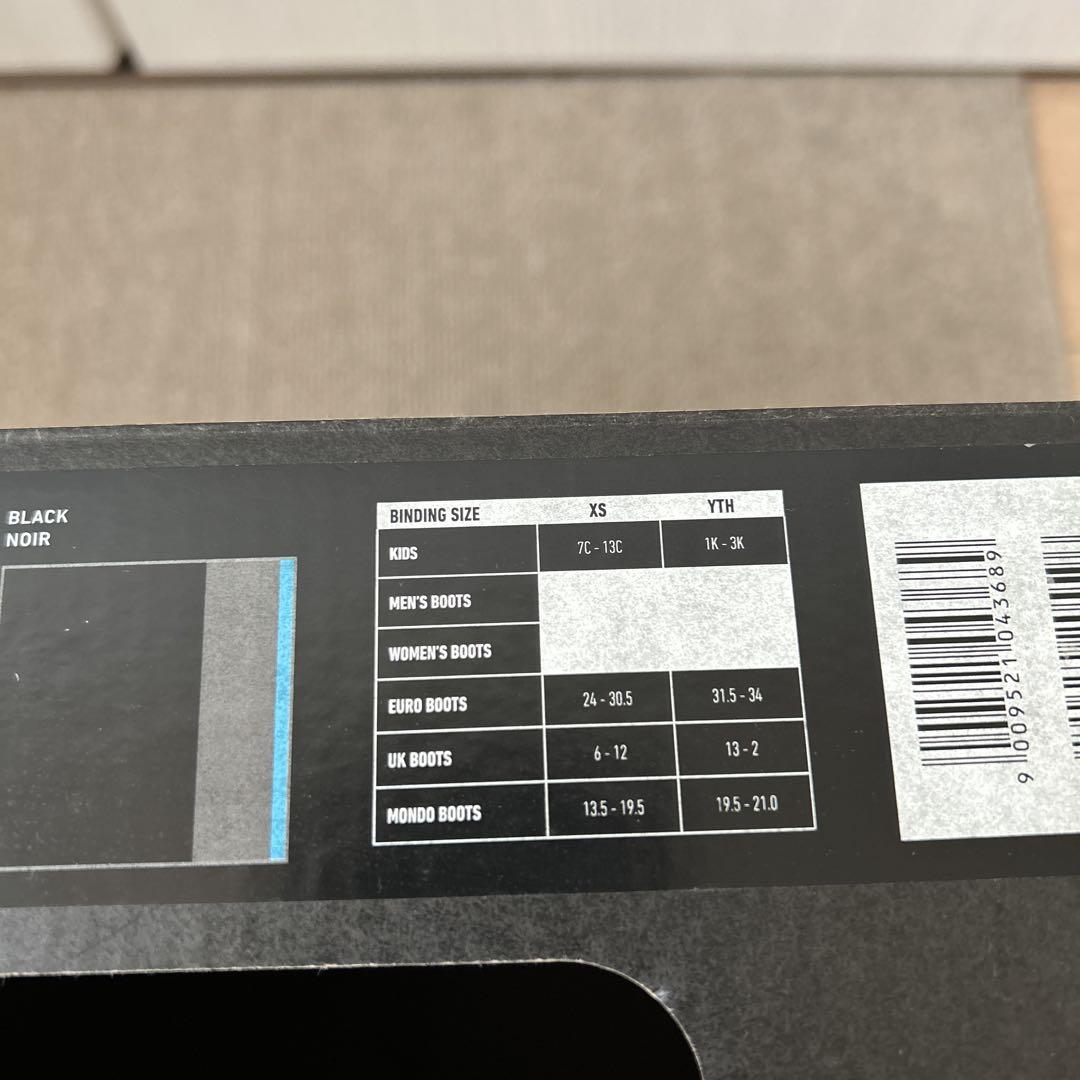 BLACK
NOIR
BINDING SIZE XS YTH
KIDS 7C - 13C 1K - 3K
MEN'S BOOTS
WOMEN'S BOOTS
EURO BOOTS 24 - 30.5 31.5 - 34
UK BOOTS 6 - 12 13 - 2
MONDO BOOTS 13.5 - 19.5 19.5 - 21.0
9 009521 043689